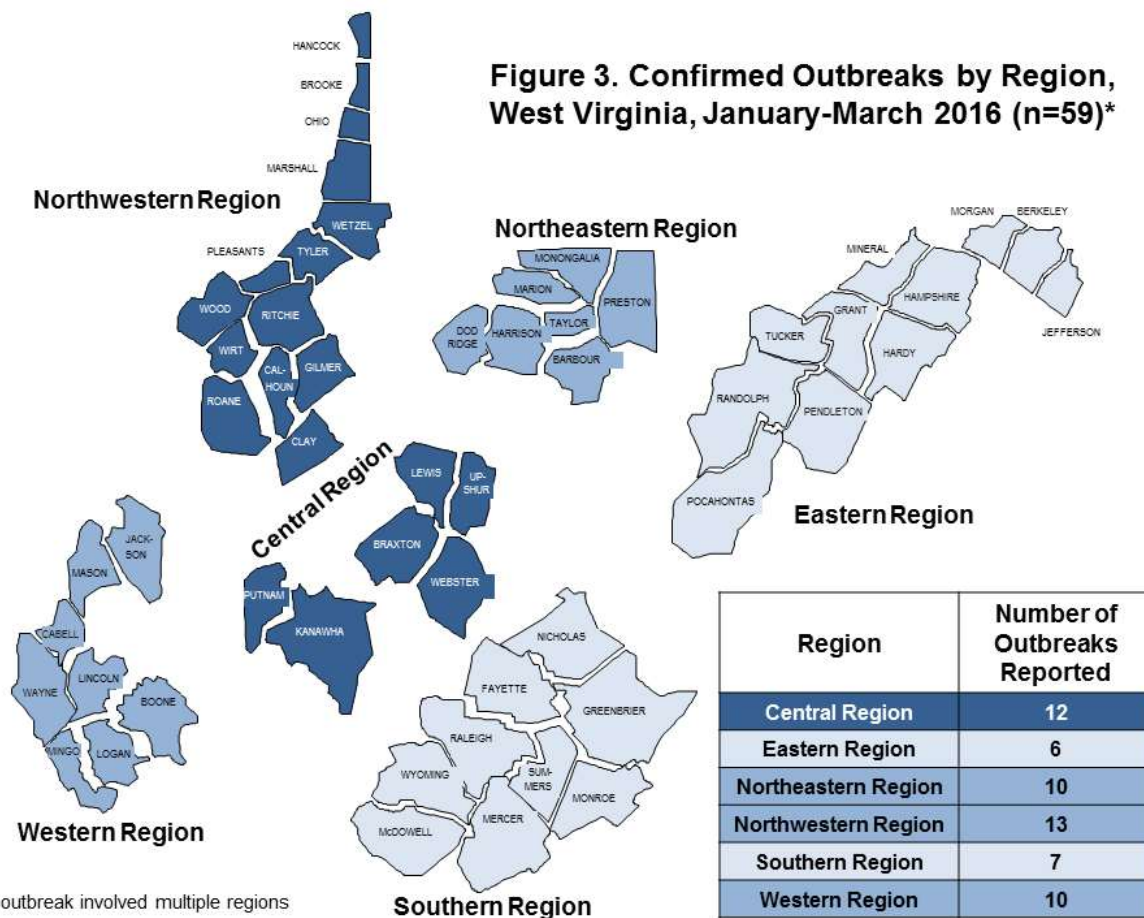 Figure 3. Confirmed Outbreaks by Region,
West Virginia, January-March 2016 (n=59)*
HANCOCK
BROOKE
OHIO
MARSHALL
Northwestern Region
WETZEL
PLEASANTS
TYLER
WOOD
RITCHIE
WIRT
CAL-
HOUN
GILMER
ROANE
CLAY
Northeastern Region
MONONGALIA
MARION
PRESTON
DOD
RIDGE
HARRISON
TAYLOR
BARBOUR
MORGAN
BERKELEY
MINERAL
HAMPSHIRE
GRANT
JEFFERSON
TUCKER
HARDY
RANDOLPH
PENDLETON
POCAHONTAS
Eastern Region
Central Region
LEWIS
UP-
SHUR
BRAXTON
WEBSTER
PUTNAM
KANAWHA
JACK-
SON
MASON
CABELL
LINCOLN
WAYNE
BOONE
MINGO
LOGAN
Western Region
NICHOLAS
FAYETTE
GREENBRIER
RALEIGH
SUM-
MERS
WYOMING
MONROE
MERCER
McDOWELL
Southern Region
outbreak involved multiple regions
Region Number of
Outbreaks
Reported
Central Region 12
Eastern Region 6
Northeastern Region 10
Northwestern Region 13
Southern Region 7
Western Region 10